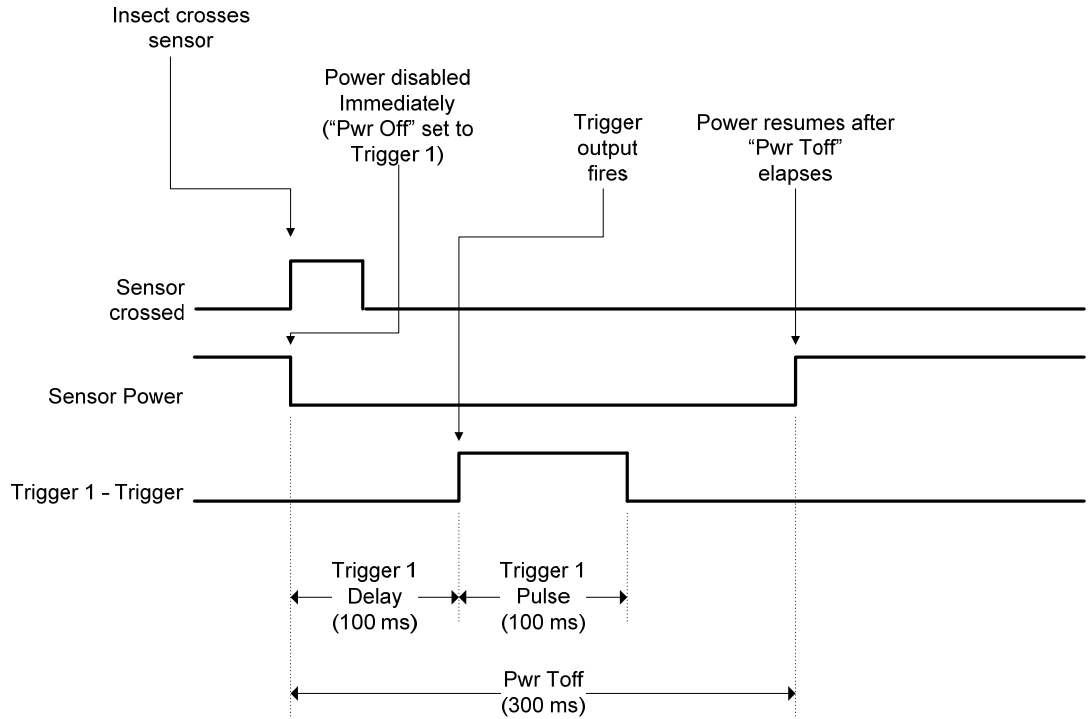 Insect crosses
sensor
Power disabled
Immediately
("Pwr Off" set to
Trigger 1)
Trigger
output
fires
Power resumes after
"Pwr Toff"
elapses
Sensor
crossed
Sensor Power
Trigger 1 - Trigger
Trigger 1
Delay
(100 ms)
Trigger 1
Pulse
(100 ms)
Pwr Toff
(300 ms)